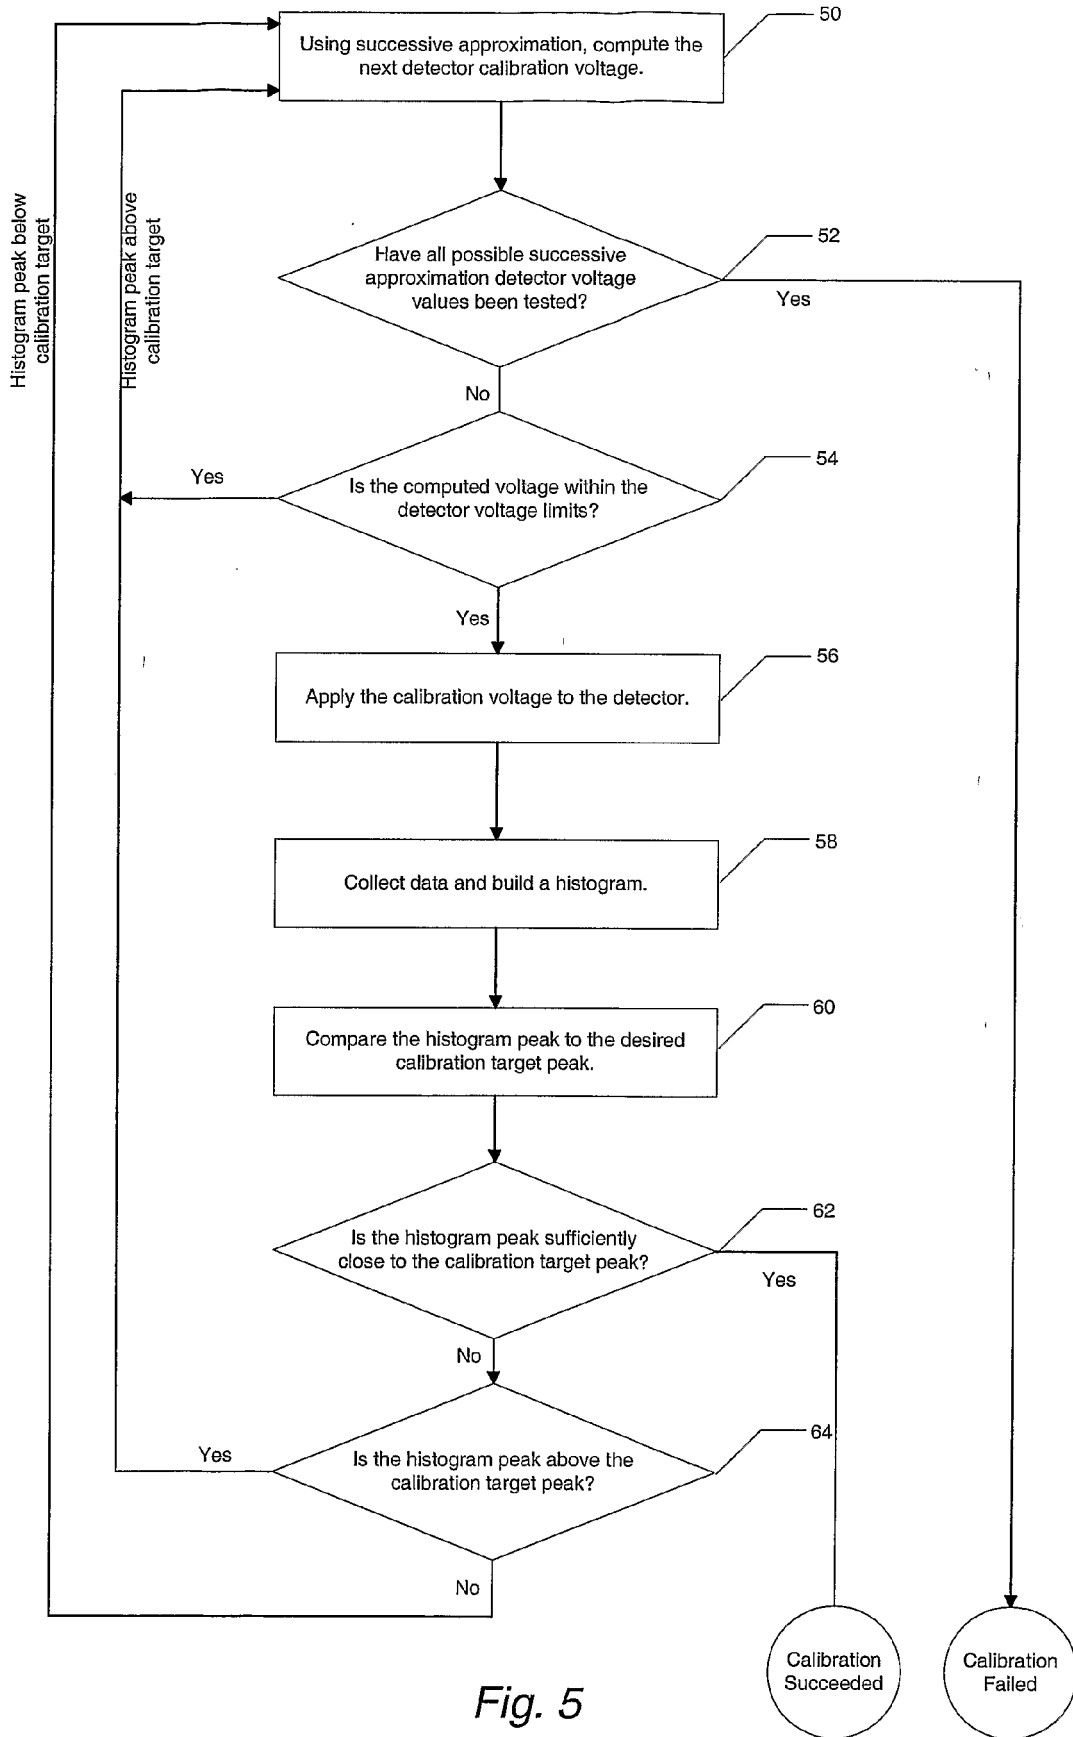 50
Using successive approximation, compute the
next detector calibration voltage.
Histogram peak below
calibration target
Histogram peak above
calibration target
52
Have all possible successive
approximation detector voltage
values been tested?
Yes
No
54
Is the computed voltage within the
detector voltage limits?
Yes
Yes
56
Apply the calibration voltage to the detector.
58
Collect data and build a histogram.
60
Compare the histogram peak to the desired
calibration target peak.
62
Is the histogram peak sufficiently
close to the calibration target peak?
Yes
No
64
Is the histogram peak above the
calibration target peak?
Yes
No
Calibration
Succeeded
Calibration
Failed
Fig. 5